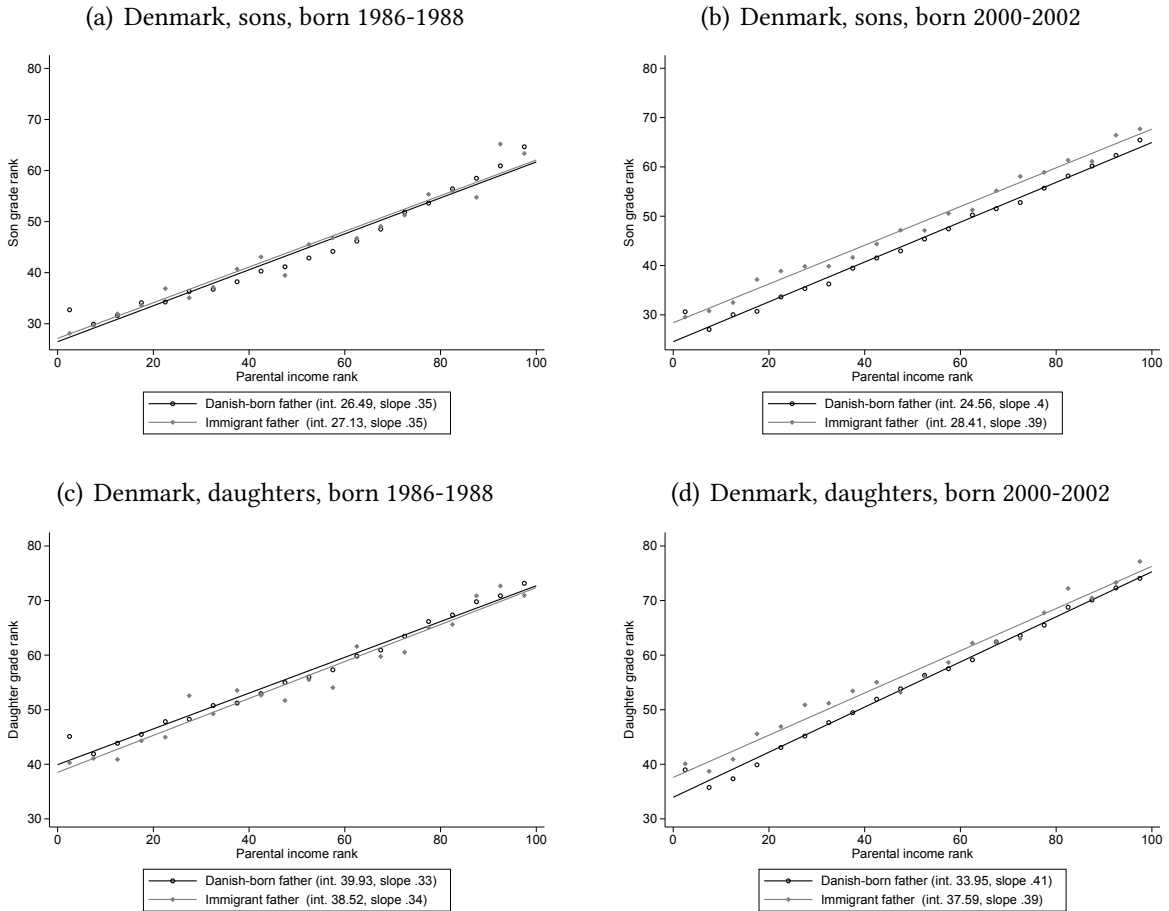 (a) Denmark, sons, born 1986-1988
80
70
60
50
40
30
Son grade rank
0 20 40 60 80 100
Parental income rank
Danish-born father (int. 26.49, slope .35)
Immigrant father (int. 27.13, slope .35)
(b) Denmark, sons, born 2000-2002
80
70
60
50
40
30
Son grade rank
0 20 40 60 80 100
Parental income rank
Danish-born father (int. 24.56, slope .4)
Immigrant father (int. 28.41, slope .39)
(c) Denmark, daughters, born 1986-1988
80
70
60
50
40
30
Daughter grade rank
0 20 40 60 80 100
Parental income rank
Danish-born father (int. 39.93, slope .33)
Immigrant father (int. 38.52, slope .34)
(d) Denmark, daughters, born 2000-2002
80
70
60
50
40
30
Daughter grade rank
0 20 40 60 80 100
Parental income rank
Danish-born father (int. 33.95, slope .41)
Immigrant father (int. 37.59, slope .39)